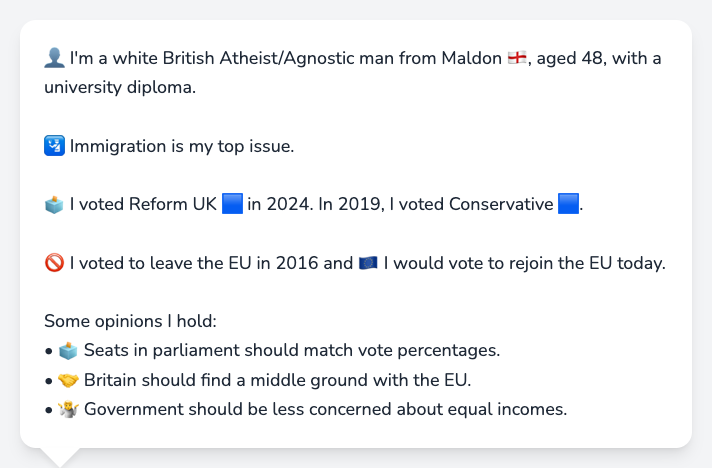 👤 I'm a white British Atheist/Agnostic man from Maldon 🏴󠁧󠁢󠁥󠁮󠁧󠁿, aged 48, with a
university diploma.
🛂 Immigration is my top issue.
🗳️ I voted Reform UK 🟦 in 2024. In 2019, I voted Conservative 🟦.
🚫 I voted to leave the EU in 2016 and 🇪🇺 I would vote to rejoin the EU today.
Some opinions I hold:
• 🗳️ Seats in parliament should match vote percentages.
• 🤝 Britain should find a middle ground with the EU.
• 🤷 Government should be less concerned about equal incomes.